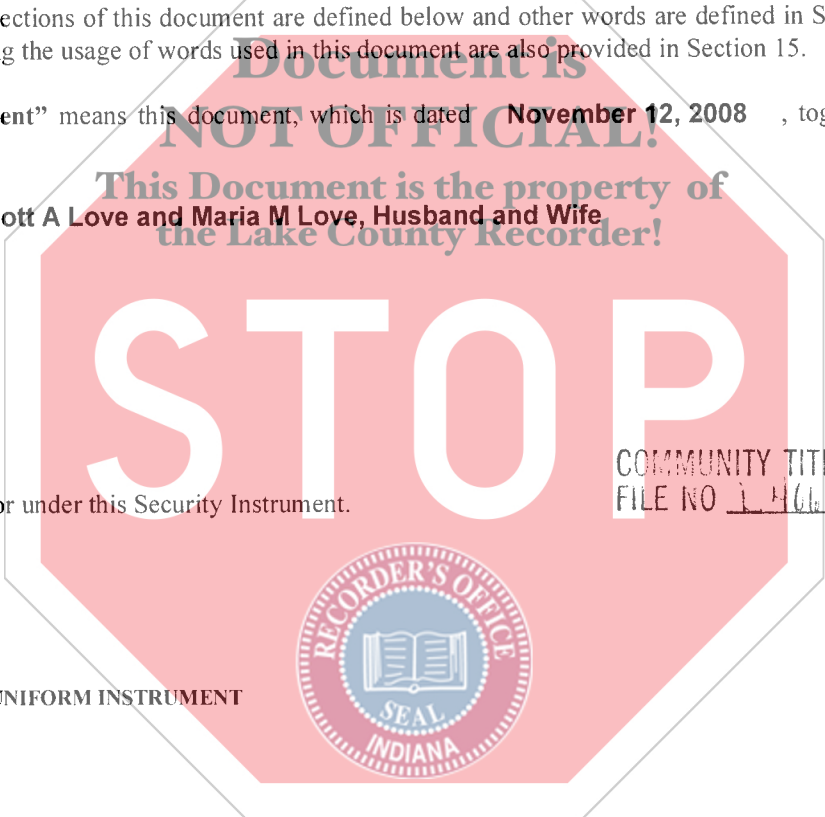 ections of this document are defined below and other words are defined in S
g the usage of words used in this document are also provided in Section 15.
Document is
ent” means this document, which is dated November 12, 2008 , tog
NOT OFFICIAL!
This Document is the property of
ott A Love and Maria M Love, Husband and Wife
the Lake County Recorder!
STOP
COMMUNITY TITL
FILE NO
or under this Security Instrument.
RECORDER'S OFFICE
SEAL
INDIANA
UNIFORM INSTRUMENT